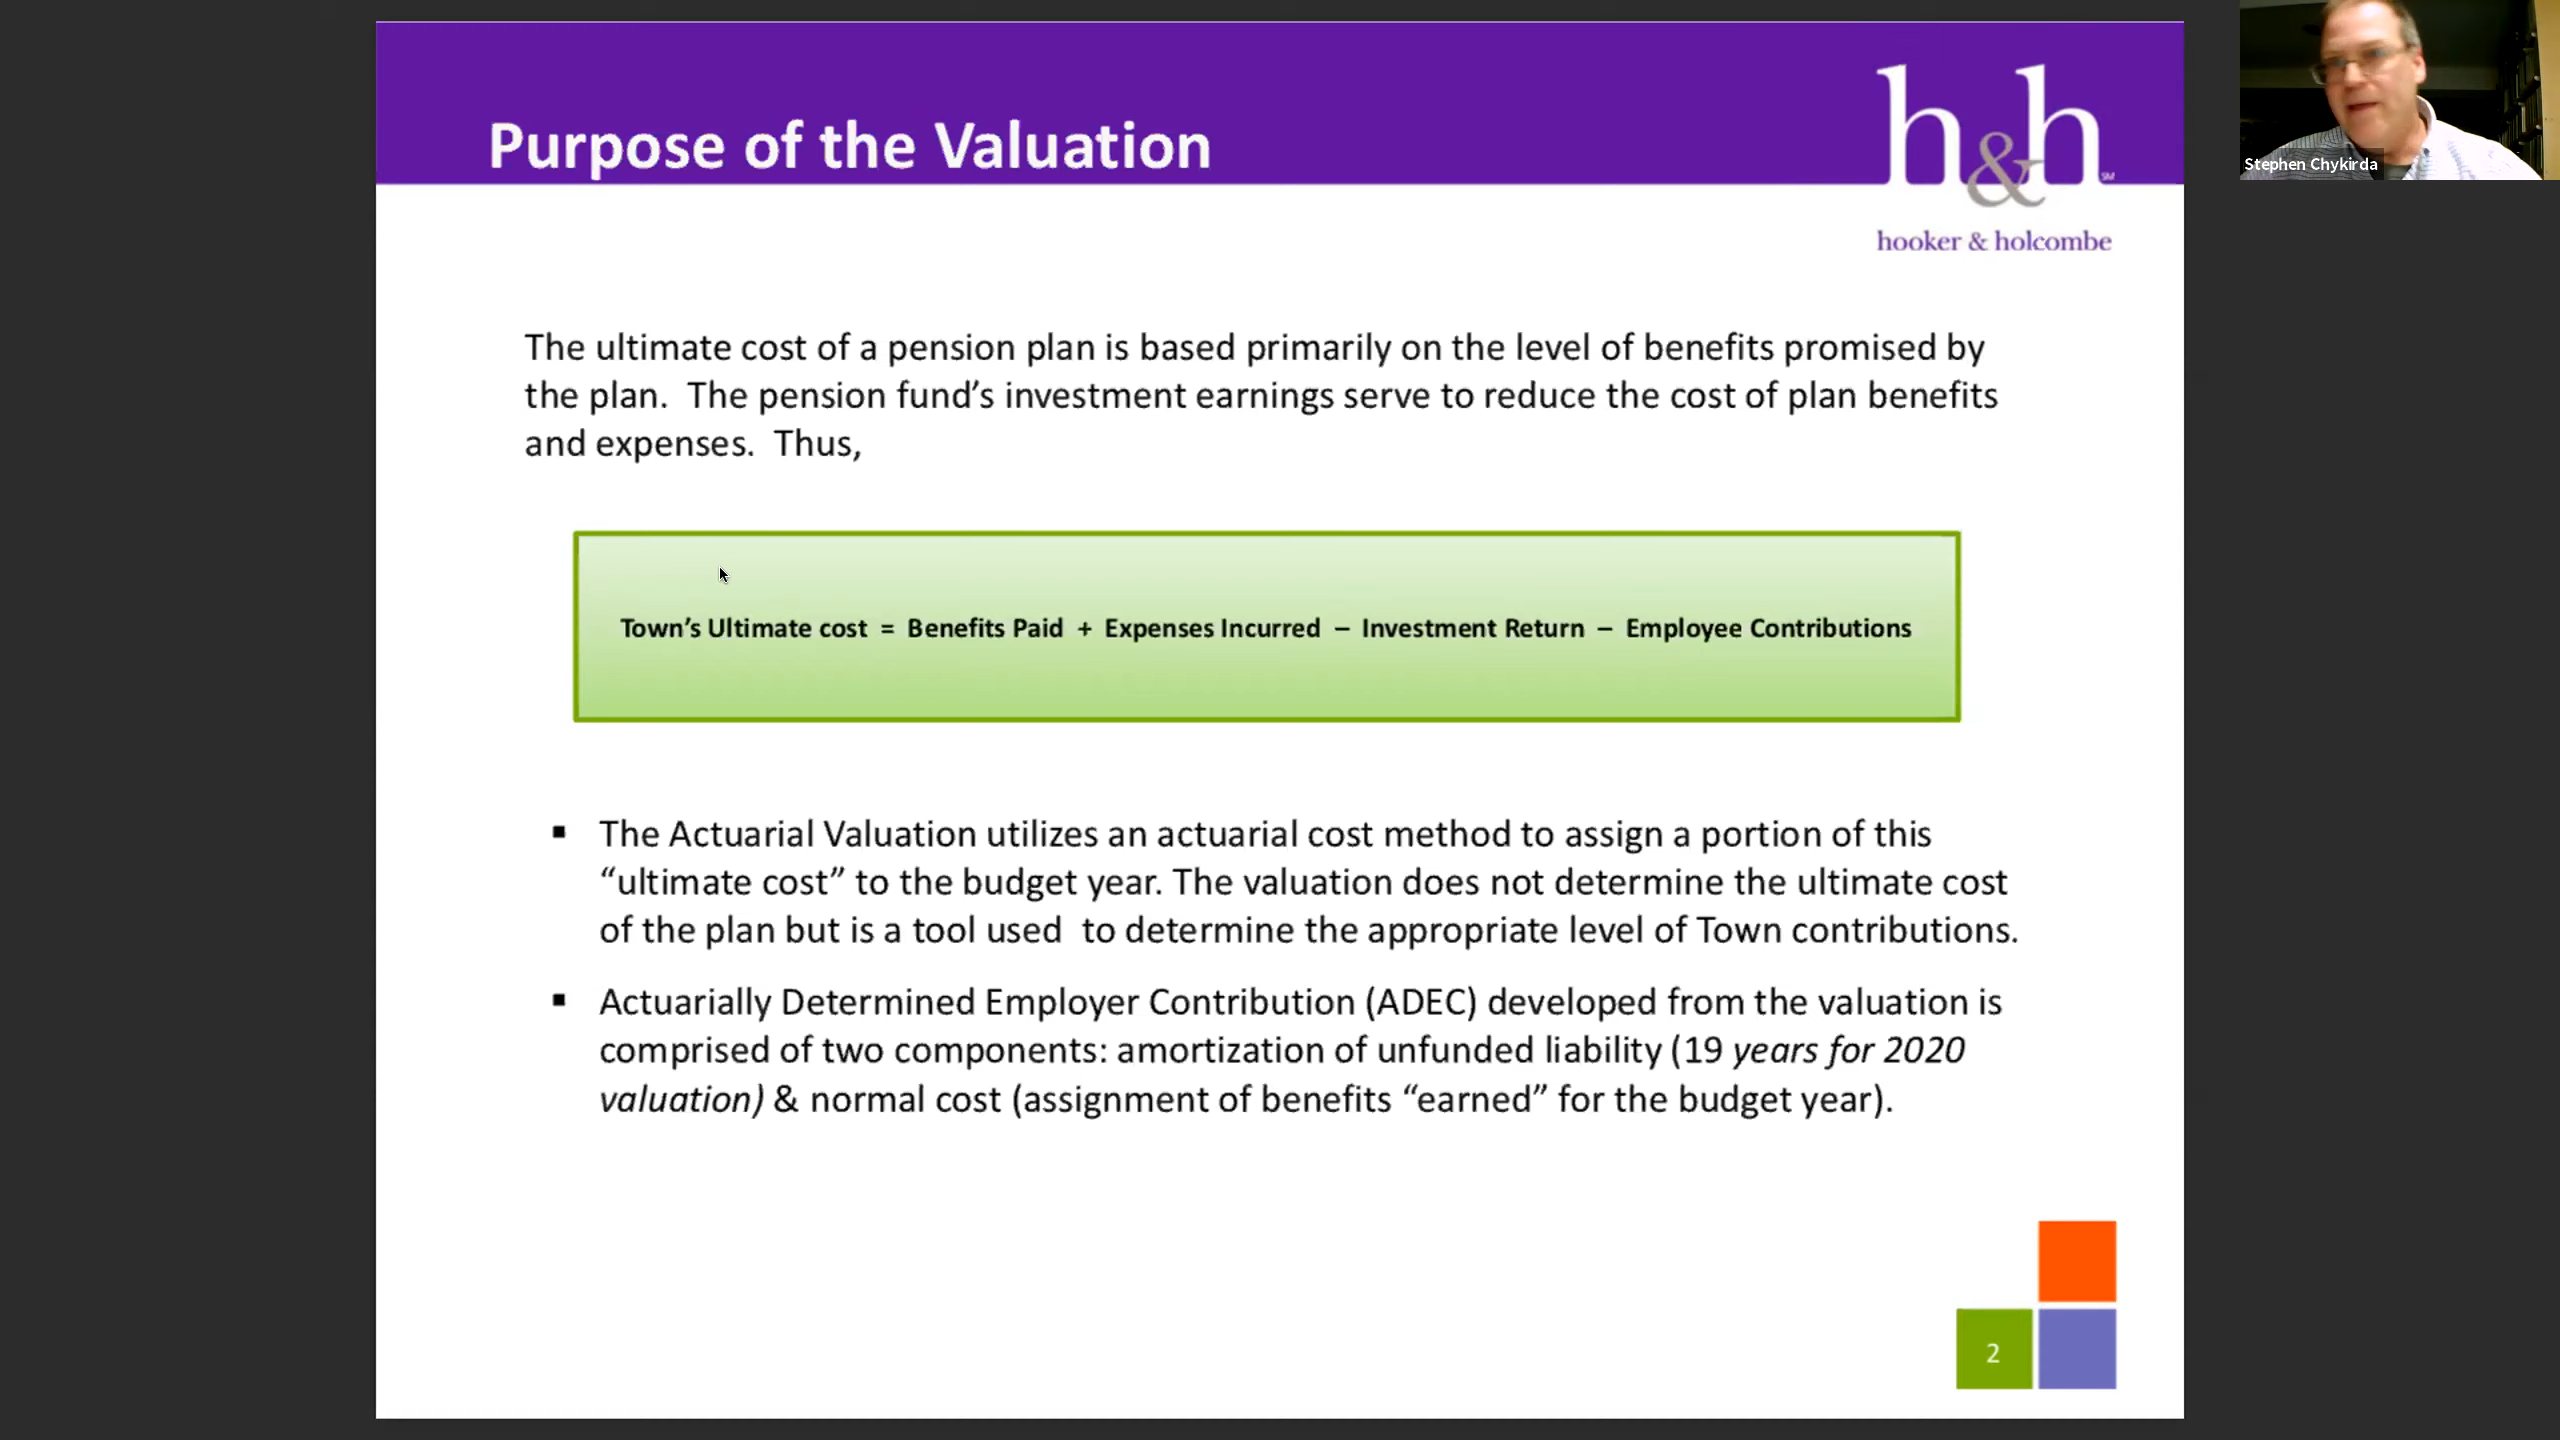 Purpose of the Valuation
h&h
SM
hooker & holcombe
Stephen Chykirda
The ultimate cost of a pension plan is based primarily on the level of benefits promised by
the plan.  The pension fund’s investment earnings serve to reduce the cost of plan benefits
and expenses.  Thus,
Town’s Ultimate cost  =  Benefits Paid  +  Expenses Incurred  –  Investment Return  –  Employee Contributions
▪ The Actuarial Valuation utilizes an actuarial cost method to assign a portion of this
“ultimate cost” to the budget year. The valuation does not determine the ultimate cost
of the plan but is a tool used  to determine the appropriate level of Town contributions.
▪ Actuarially Determined Employer Contribution (ADEC) developed from the valuation is
comprised of two components: amortization of unfunded liability (19 years for 2020
valuation) & normal cost (assignment of benefits “earned” for the budget year).
2